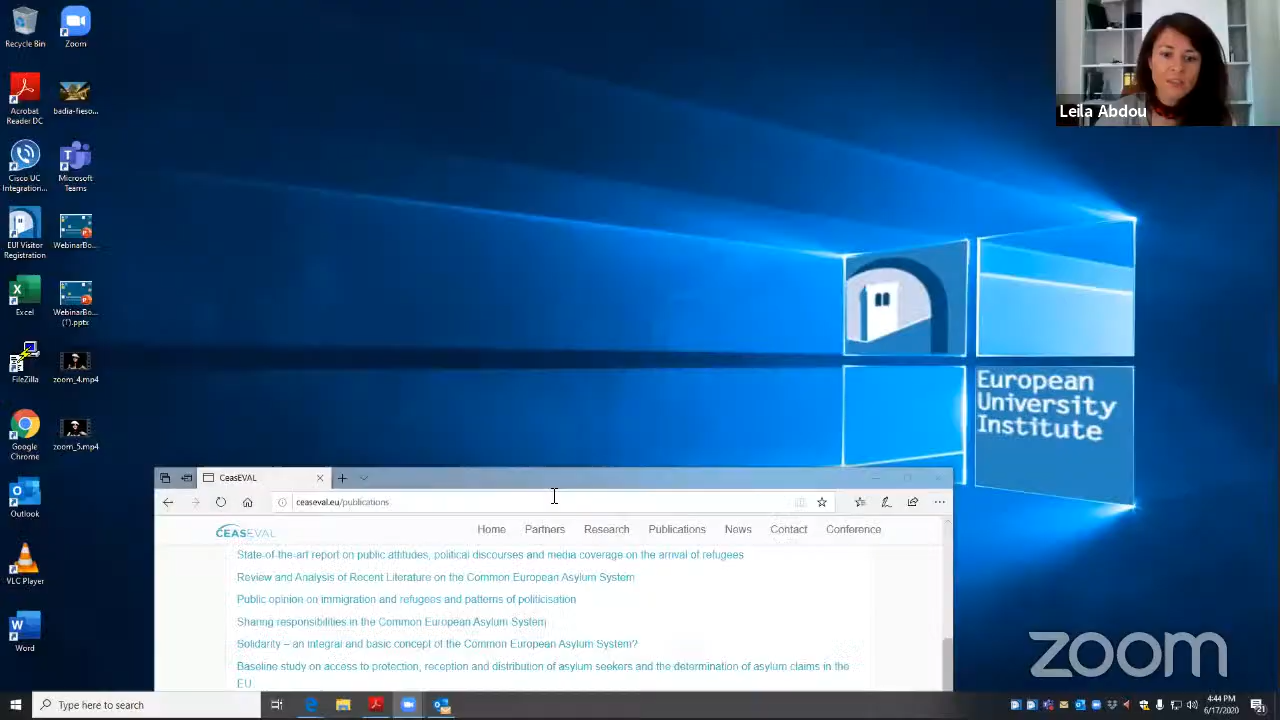 Recycle Bin
Zoom
Acrobat
Reader DC
badia-fieso...
Cisco UC
Integration...
Microsoft
Teams
EUI Visitor
Registration
WebinarBo...
Excel
WebinarBo...
(1).pptx
FileZilla
zoom_4.mp4
Google
Chrome
zoom_5.mp4
Outlook
VLC Player
Word
Leila Abdou
European
University
Institute
CeasEVAL
ceaseval.eu/publications
CEASEVAL
Home Partners Research Publications News Contact Conference
State-of-the-art report on public attitudes, political discourses and media coverage on the arrival of refugees
Review and Analysis of Recent Literature on the Common European Asylum System
Public opinion on immigration and refugees and patterns of politicisation
Sharing responsibilities in the Common European Asylum System
Solidarity – an integral and basic concept of the Common European Asylum System?
Baseline study on access to protection, reception and distribution of asylum seekers and the determination of asylum claims in the
EU
zoom
Type here to search
4:44 PM
6/17/2020
21